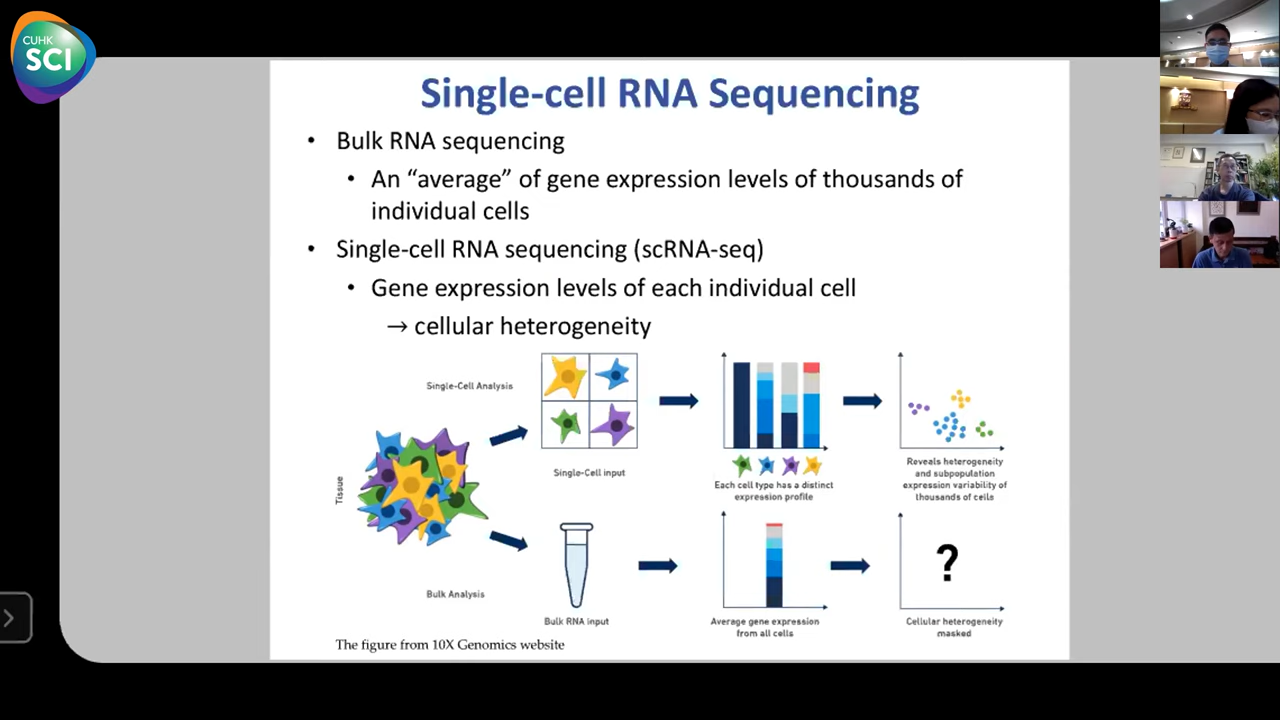 CUHK
SCI
Single-cell RNA Sequencing
• Bulk RNA sequencing
• An “average” of gene expression levels of thousands of
individual cells
• Single-cell RNA sequencing (scRNA-seq)
• Gene expression levels of each individual cell
→ cellular heterogeneity
Single-Cell Analysis
Single-Cell input
Each cell type has a distinct
expression profile
Reveals heterogeneity
and subpopulation
expression variability of
thousands of cells
Tissue
Bulk Analysis
Bulk RNA input
Average gene expression
from all cells
?
Cellular heterogeneity
masked
The figure from 10X Genomics website